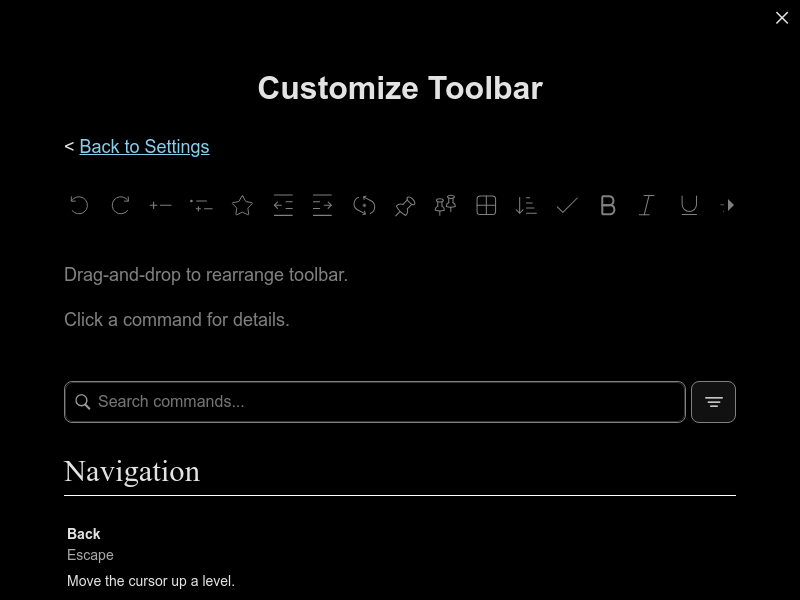 Customize Toolbar
< Back to Settings
Drag-and-drop to rearrange toolbar.
Click a command for details.
Search commands...
Navigation
Back
Escape
Move the cursor up a level.